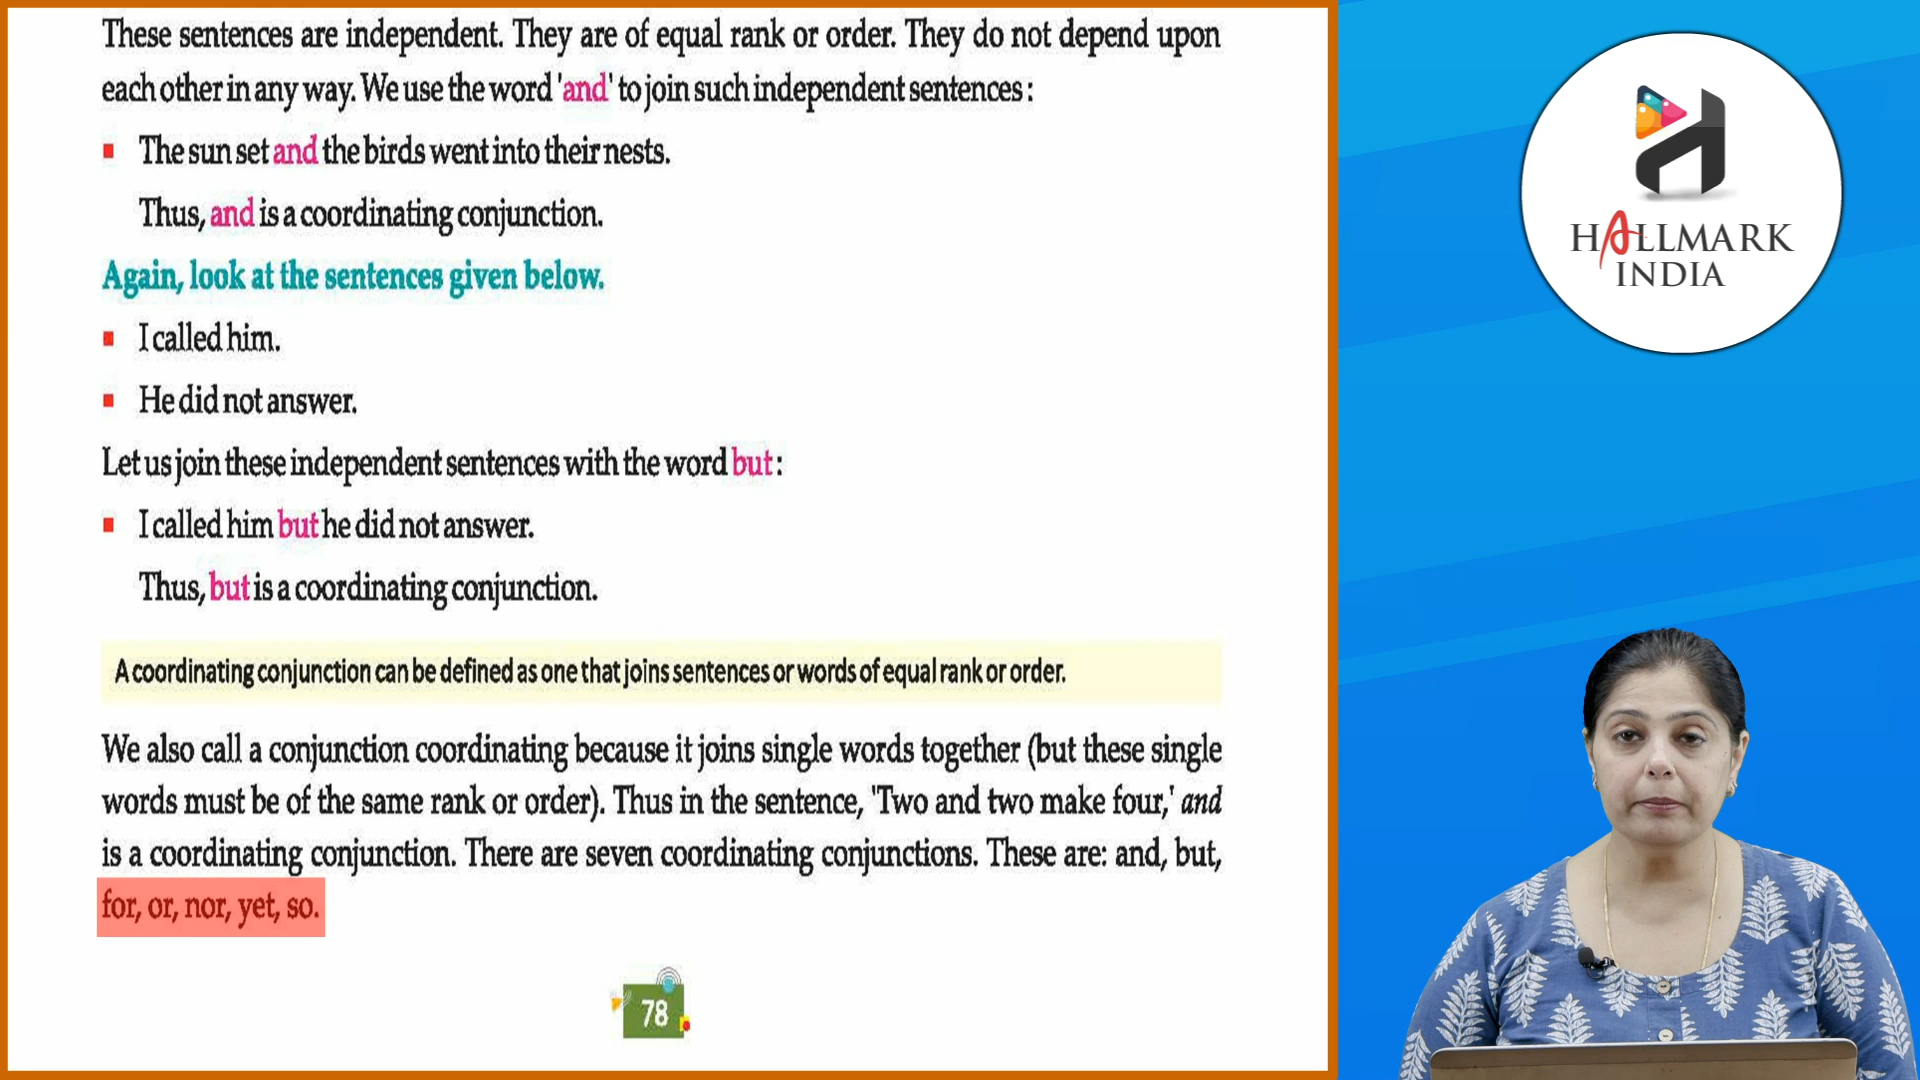 These sentences are independent. They are of equal rank or order. They do not depend upon
each other in any way. We use the word 'and' to join such independent sentences :
The sun set and the birds went into their nests.
Thus, and is a coordinating conjunction.
Again, look at the sentences given below.
I called him.
He did not answer.
Let us join these independent sentences with the word but :
I called him but he did not answer.
Thus, but is a coordinating conjunction.
A coordinating conjunction can be defined as one that joins sentences or words of equal rank or order.
We also call a conjunction coordinating because it joins single words together (but these single
words must be of the same rank or order). Thus in the sentence, 'Two and two make four,' and
is a coordinating conjunction. There are seven coordinating conjunctions. These are: and, but,
for, or, nor, yet, so.
78
HALLMARK
INDIA